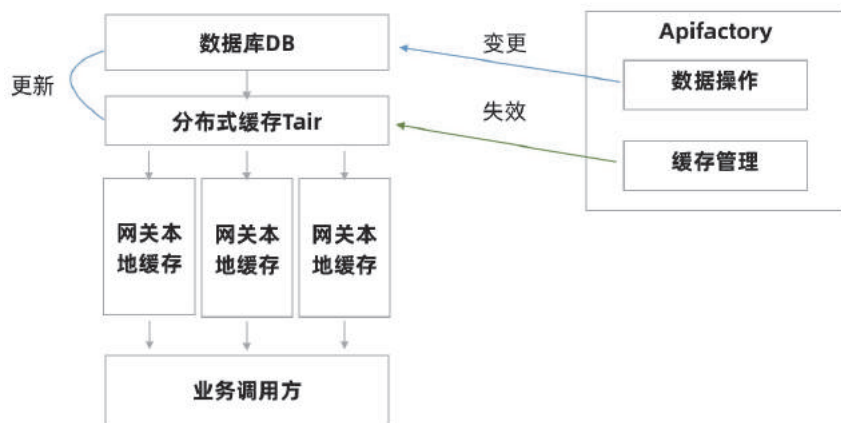 数据库DB
更新
分布式缓存Tair
网关本
地缓存
网关本
地缓存
网关本
地缓存
业务调用方
变更
失效
Apifactory
数据操作
缓存管理